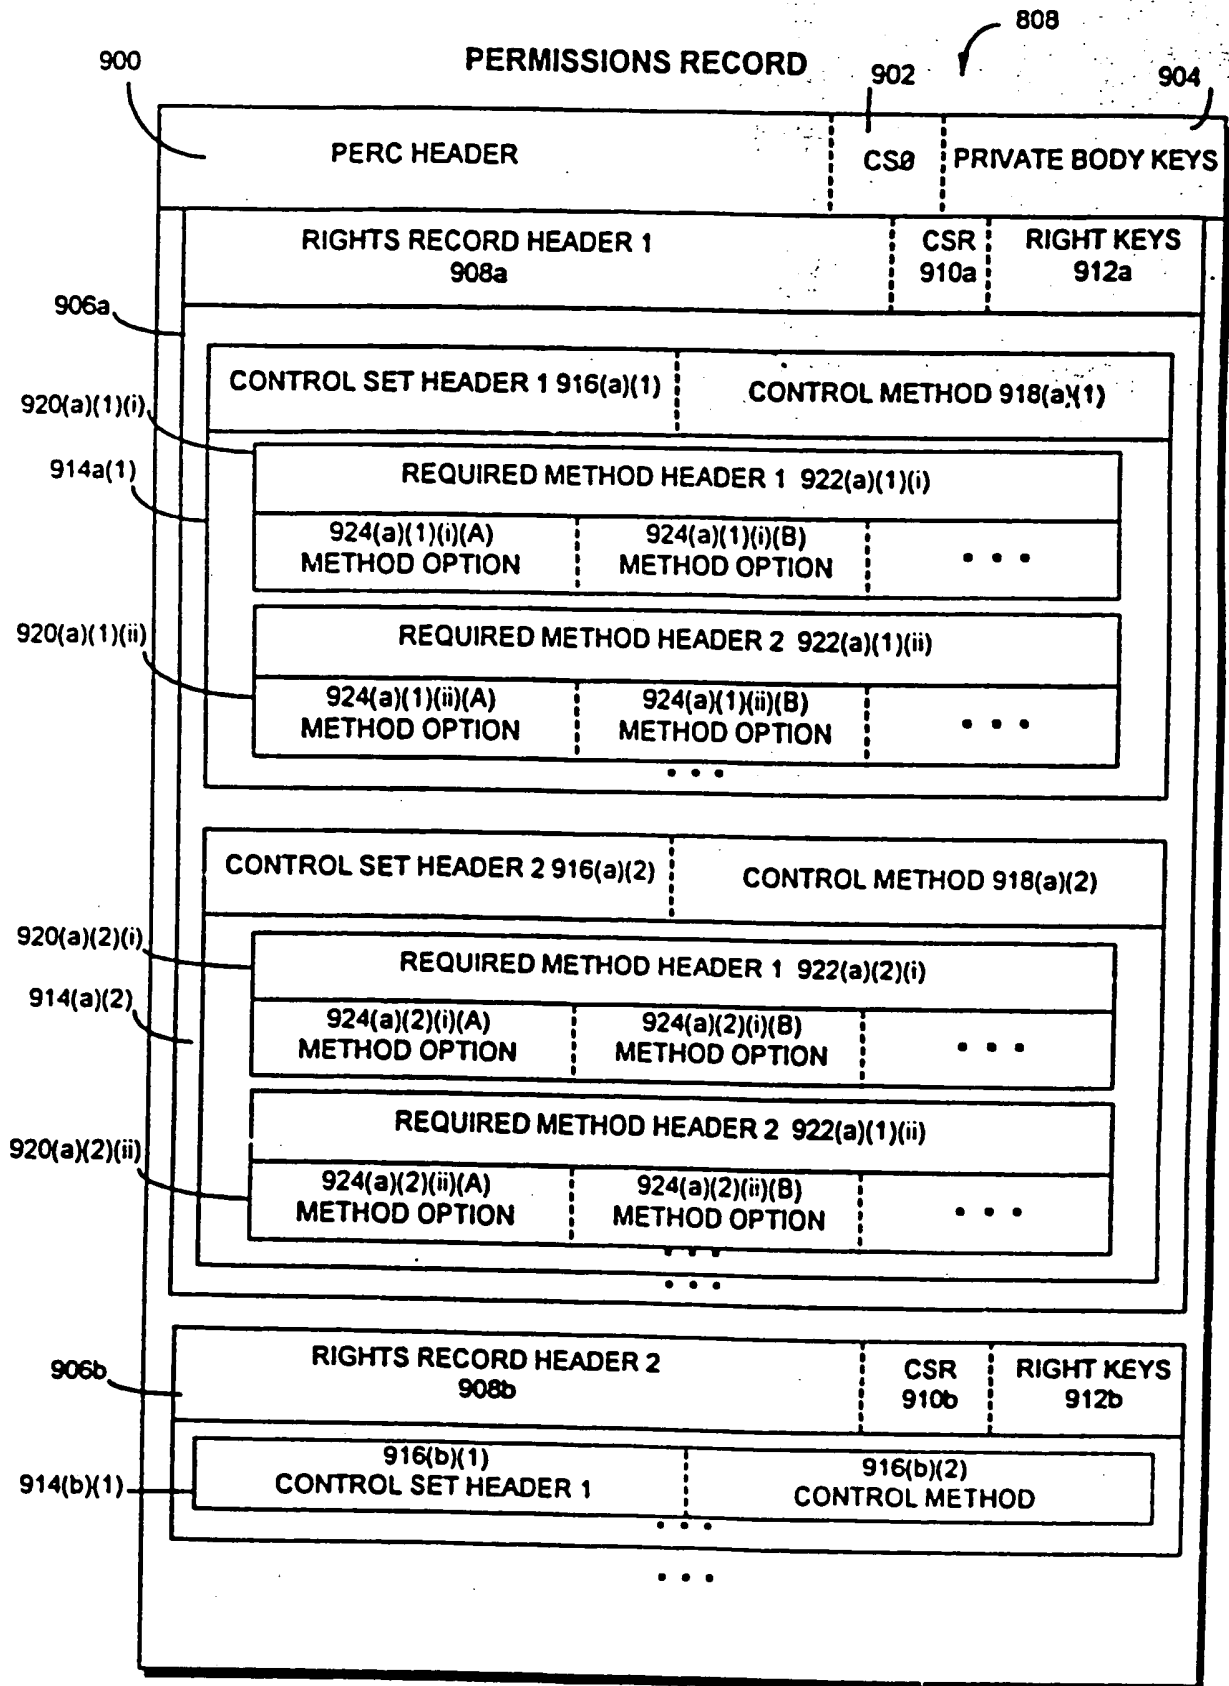 808
PERMISSIONS RECORD
900
902
904
PERC HEADER
CS0
PRIVATE BODY KEYS
RIGHTS RECORD HEADER 1
908a
CSR
910a
RIGHT KEYS
912a
906a
CONTROL SET HEADER 1 916(a)(1)
CONTROL METHOD 918(a)(1)
920(a)(1)(i)
914a(1)
REQUIRED METHOD HEADER 1 922(a)(1)(i)
924(a)(1)(i)(A)
METHOD OPTION
924(a)(1)(i)(B)
METHOD OPTION
• • •
920(a)(1)(ii)
REQUIRED METHOD HEADER 2 922(a)(1)(ii)
924(a)(1)(ii)(A)
METHOD OPTION
924(a)(1)(ii)(B)
METHOD OPTION
• • •
• • •
CONTROL SET HEADER 2 916(a)(2)
CONTROL METHOD 918(a)(2)
920(a)(2)(i)
914(a)(2)
REQUIRED METHOD HEADER 1 922(a)(2)(i)
924(a)(2)(i)(A)
METHOD OPTION
924(a)(2)(i)(B)
METHOD OPTION
• • •
920(a)(2)(ii)
REQUIRED METHOD HEADER 2 922(a)(1)(ii)
924(a)(2)(ii)(A)
METHOD OPTION
924(a)(2)(ii)(B)
METHOD OPTION
• • •
• • •
• • •
906b
RIGHTS RECORD HEADER 2
908b
CSR
910b
RIGHT KEYS
912b
914(b)(1)
916(b)(1)
CONTROL SET HEADER 1
916(b)(2)
CONTROL METHOD
• • •
• • •